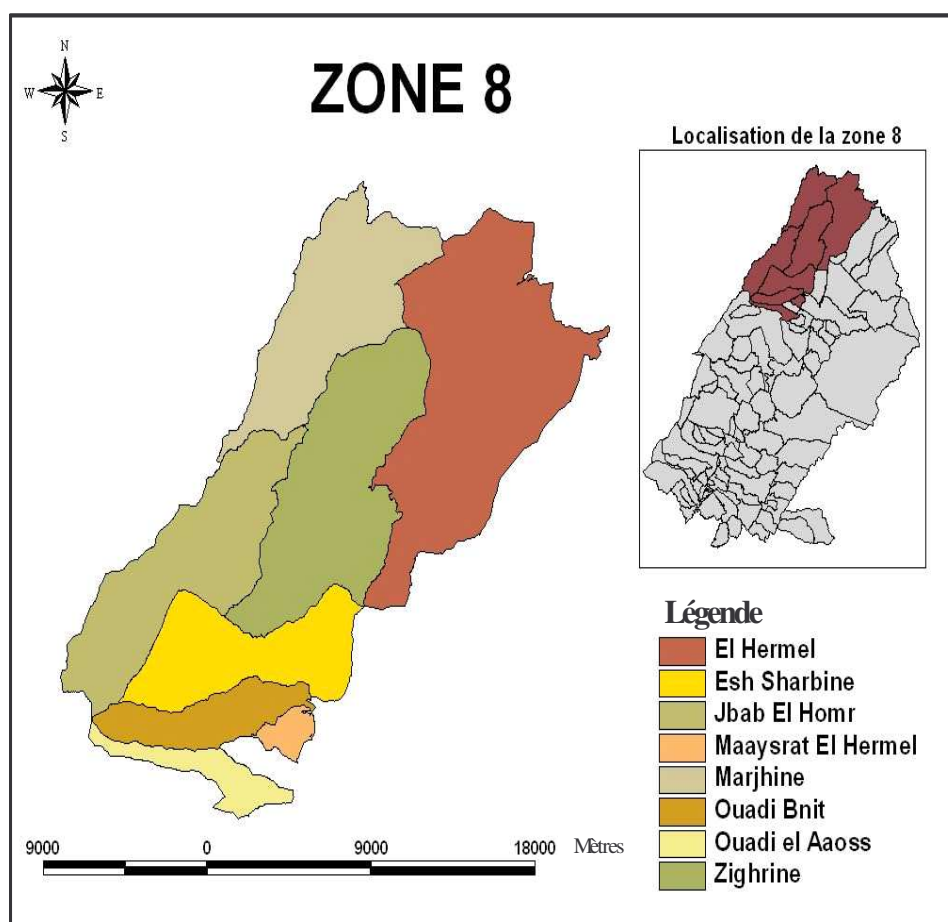 N
W E
S
ZONE 8
Localisation de la zone 8
Légende
El Hermel
Esh Sharbine
Jbab El Homr
Maaysrat El Hermel
Marjhine
Ouadi Bnit
Ouadi el Aaoss
Zighrine
9000 0 9000 18000 Mètres